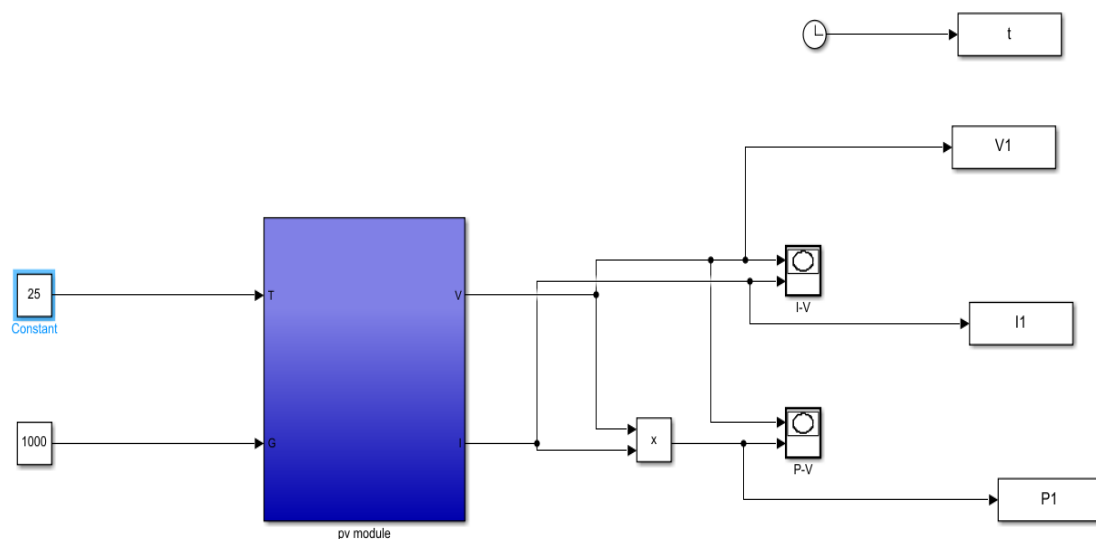 t
V1
25
T
V
Constant
I-V
I1
1000
G
I
x
P-V
P1
pv module